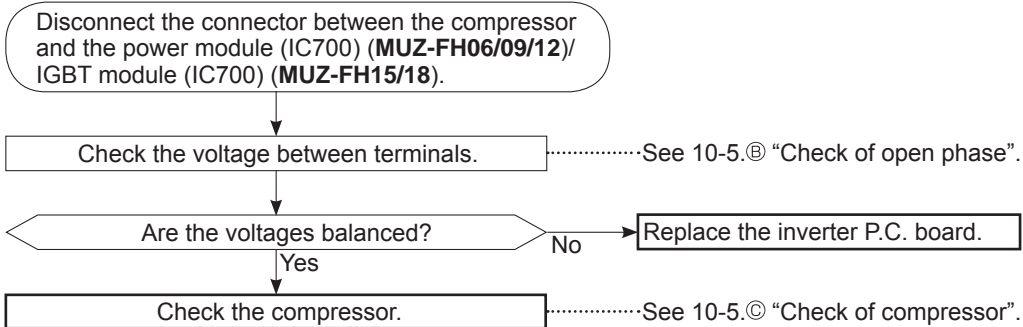 Disconnect the connector between the compressor
and the power module (IC700) (MUZ-FH06/09/12)/
IGBT module (IC700) (MUZ-FH15/18).
Check the voltage between terminals.
See 10-5.Ⓑ “Check of open phase”.
Are the voltages balanced?
No
Replace the inverter P.C. board.
Yes
Check the compressor.
See 10-5.Ⓒ “Check of compressor”.